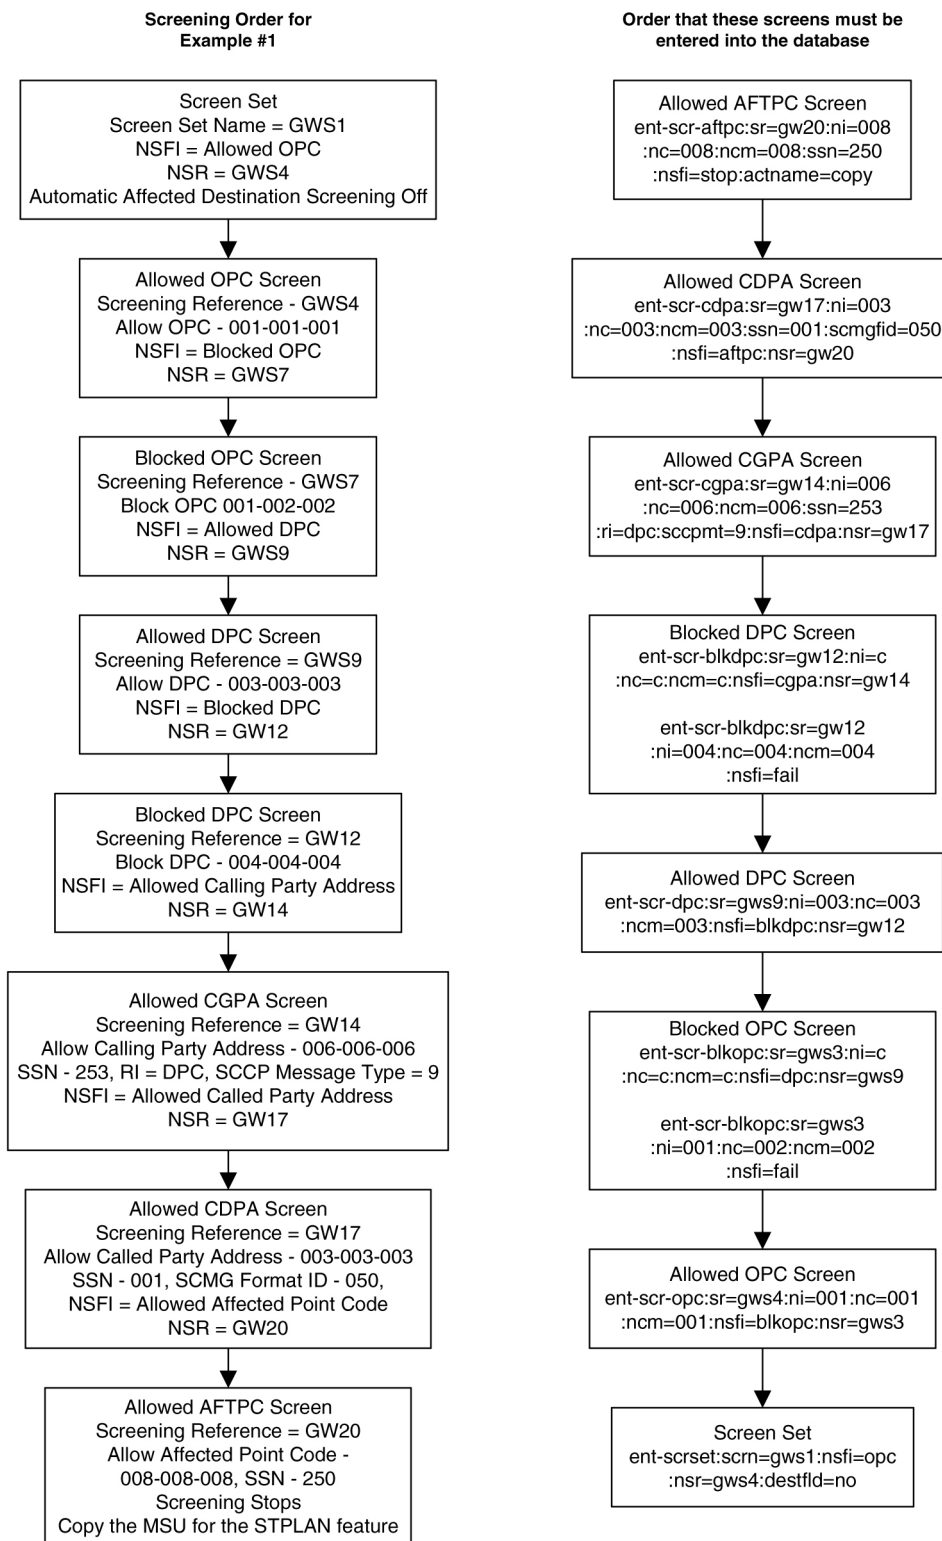 Screening Order for
Example #1
Screen Set
Screen Set Name = GWS1
NSFI = Allowed OPC
NSR = GWS4
Automatic Affected Destination Screening Off
Allowed OPC Screen
Screening Reference - GWS4
Allow OPC - 001-001-001
NSFI = Blocked OPC
NSR = GWS7
Blocked OPC Screen
Screening Reference - GWS7
Block OPC 001-002-002
NSFI = Allowed DPC
NSR = GWS9
Allowed DPC Screen
Screening Reference = GWS9
Allow DPC - 003-003-003
NSFI = Blocked DPC
NSR = GW12
Blocked DPC Screen
Screening Reference = GW12
Block DPC - 004-004-004
NSFI = Allowed Calling Party Address
NSR = GW14
Allowed CGPA Screen
Screening Reference = GW14
Allow Calling Party Address - 006-006-006
SSN - 253, RI = DPC, SCCP Message Type = 9
NSFI = Allowed Called Party Address
NSR = GW17
Allowed CDPA Screen
Screening Reference = GW17
Allow Called Party Address - 003-003-003
SSN - 001, SCMG Format ID - 050,
NSFI = Allowed Affected Point Code
NSR = GW20
Allowed AFTPC Screen
Screening Reference = GW20
Allow Affected Point Code -
008-008-008, SSN - 250
Screening Stops
Copy the MSU for the STPLAN feature
Order that these screens must be
entered into the database
Allowed AFTPC Screen
ent-scr-aftpc:sr=gw20:ni=008
:nc=008:ncm=008:ssn=250
:nsfi=stop:actname=copy
Allowed CDPA Screen
ent-scr-cdpa:sr=gw17:ni=003
:nc=003:ncm=003:ssn=001:scmgfid=050
:nsfi=aftpc:nsr=gw20
Allowed CGPA Screen
ent-scr-cgpa:sr=gw14:ni=006
:nc=006:ncm=006:ssn=253
:ri=dpc:sccpmt=9:nsfi=cdpa:nsr=gw17
Blocked DPC Screen
ent-scr-blkdpc:sr=gw12:ni=c
:nc=c:ncm=c:nsfi=cgpa:nsr=gw14
ent-scr-blkdpc:sr=gw12
:ni=004:nc=004:ncm=004
:nsfi=fail
Allowed DPC Screen
ent-scr-dpc:sr=gws9:ni=003:nc=003
:ncm=003:nsfi=blkdpc:nsr=gw12
Blocked OPC Screen
ent-scr-blkopc:sr=gws3:ni=c
:nc=c:ncm=c:nsfi=dpc:nsr=gws9
ent-scr-blkopc:sr=gws3
:ni=001:nc=002:ncm=002
:nsfi=fail
Allowed OPC Screen
ent-scr-opc:sr=gws4:ni=001:nc=001
:ncm=001:nsfi=blkopc:nsr=gws3
Screen Set
ent-scrset:scrn=gws1:nsfi=opc
:nsr=gws4:destfld=no